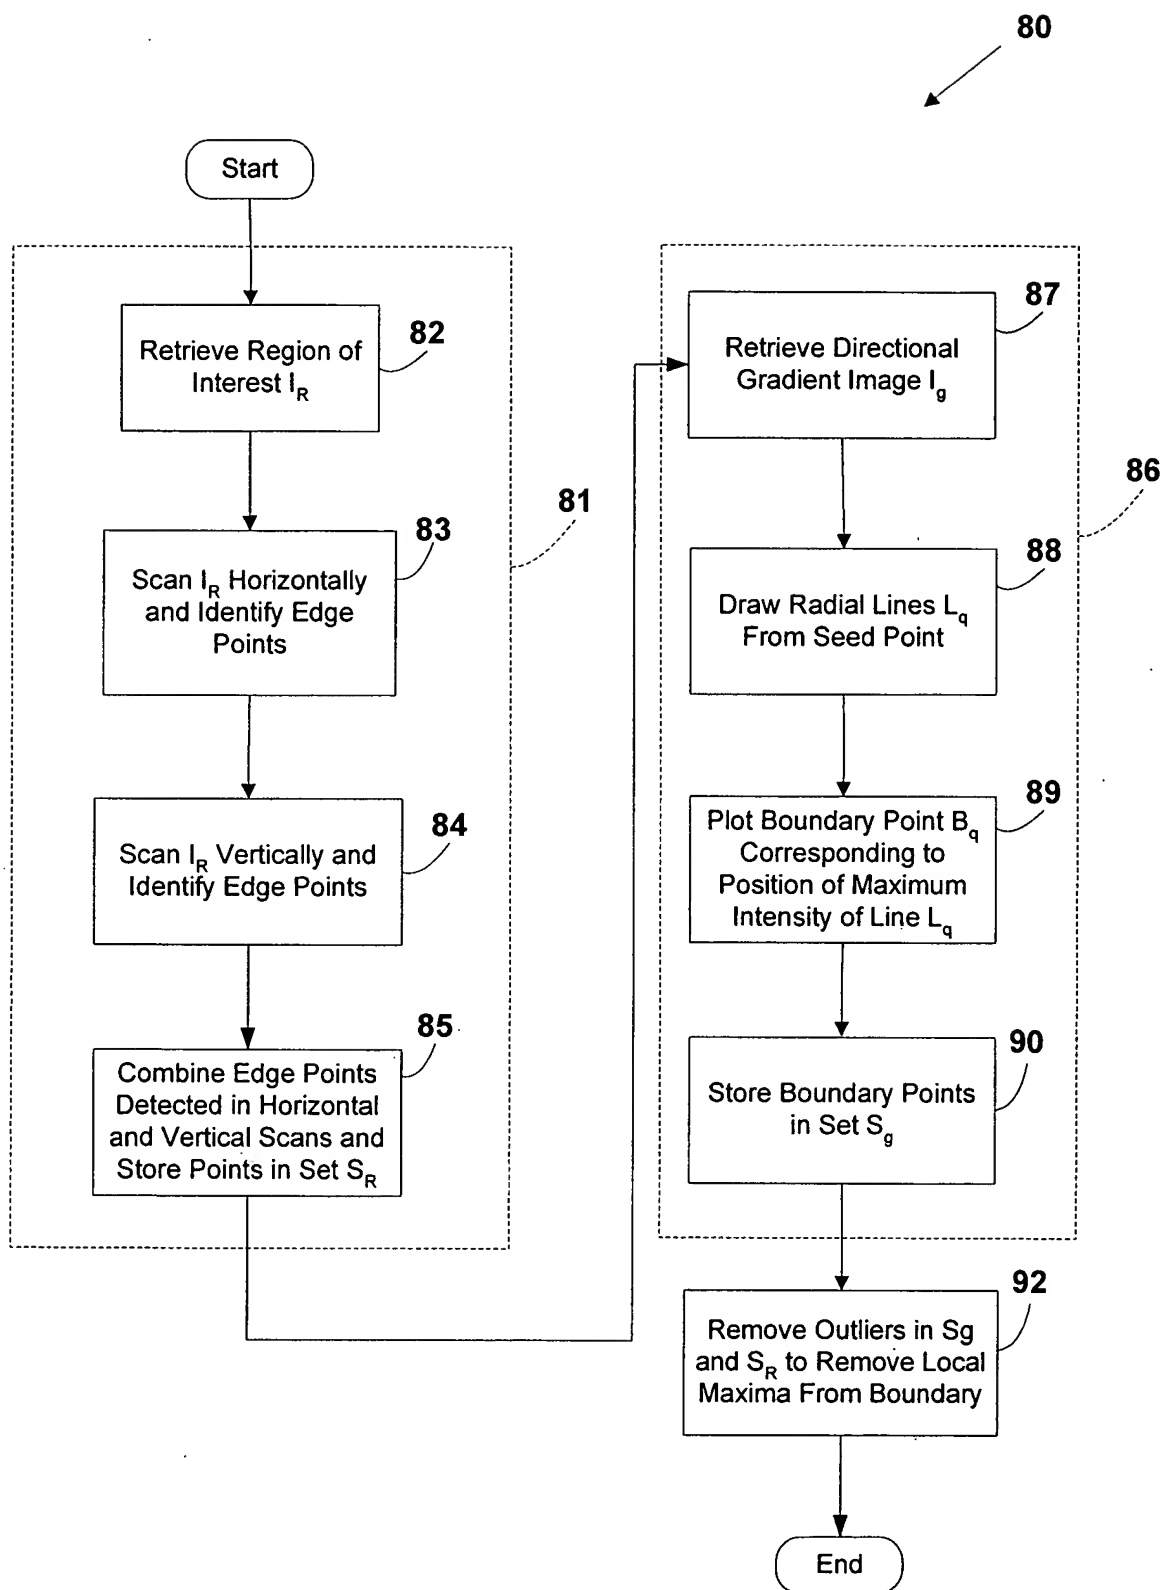 80
Start
82
Retrieve Region of
Interest I_R
83
Scan I_R Horizontally
and Identify Edge
Points
81
84
Scan I_R Vertically and
Identify Edge Points
85
Combine Edge Points
Detected in Horizontal
and Vertical Scans and
Store Points in Set S_R
87
Retrieve Directional
Gradient Image I_g
86
88
Draw Radial Lines L_q
From Seed Point
89
Plot Boundary Point B_q
Corresponding to
Position of Maximum
Intensity of Line L_q
90
Store Boundary Points
in Set S_g
92
Remove Outliers in Sg
and S_R to Remove Local
Maxima From Boundary
End